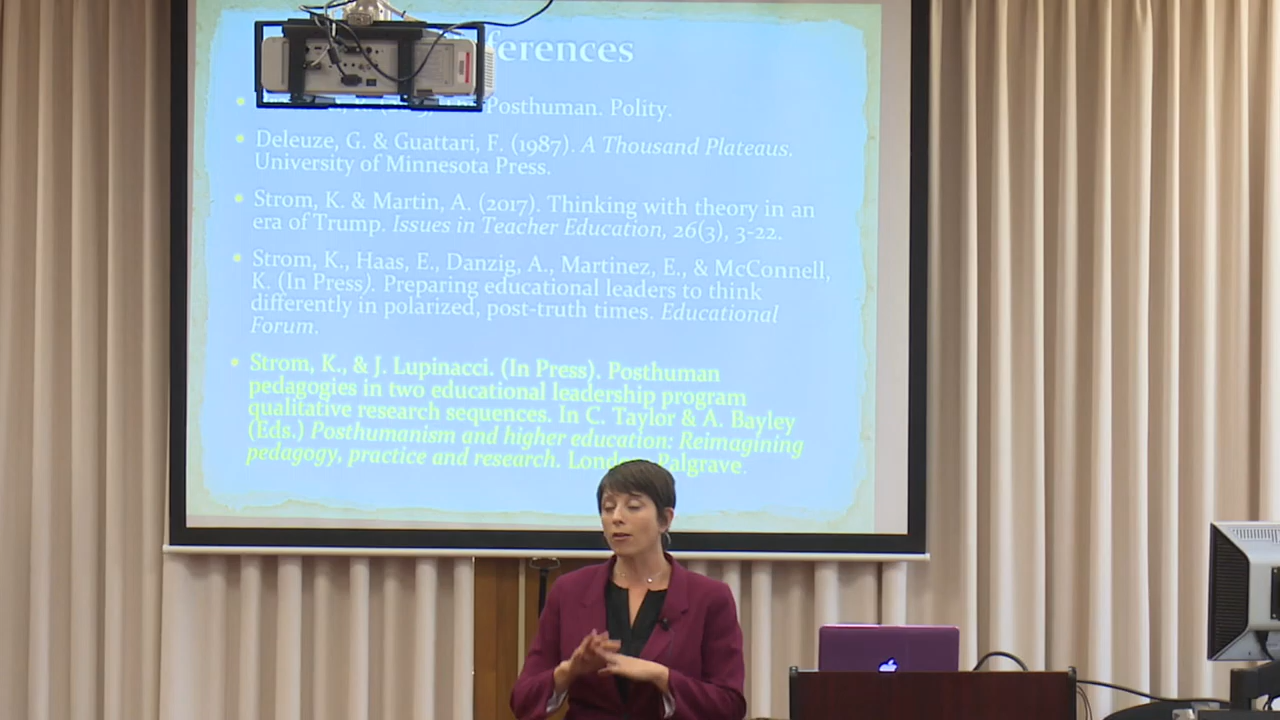 ferences
Posthuman. Polity.
Deleuze, G. & Guattari, F. (1987). A Thousand Plateaus.
University of Minnesota Press.
Strom, K. & Martin, A. (2017). Thinking with theory in an
era of Trump. Issues in Teacher Education, 26(3), 3-22.
Strom, K., Haas, E., Danzig, A., Martinez, E., & McConnell,
K. (In Press). Preparing educational leaders to think
differently in polarized, post-truth times. Educational
Forum.
Strom, K., & J. Lupinacci. (In Press). Posthuman
pedagogies in two educational leadership program
qualitative research sequences. In C. Taylor & A. Bayley
(Eds.) Posthumanism and higher education: Reimagining
pedagogy, practice and research. Palgrave.